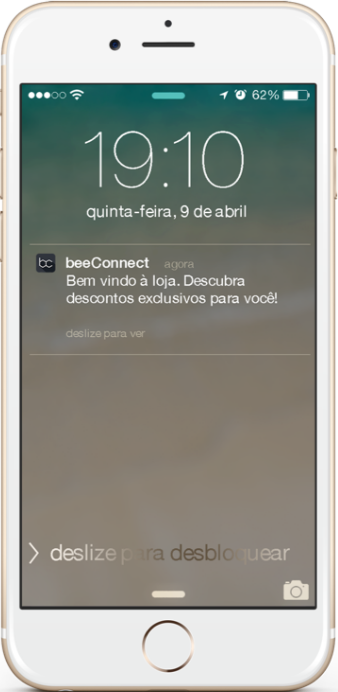 62%
19:10
quinta-feira, 9 de abril
bc beeConnect agora
Bem vindo à loja. Descubra
descontos exclusivos para você!
deslize para ver
deslize para desbloquear